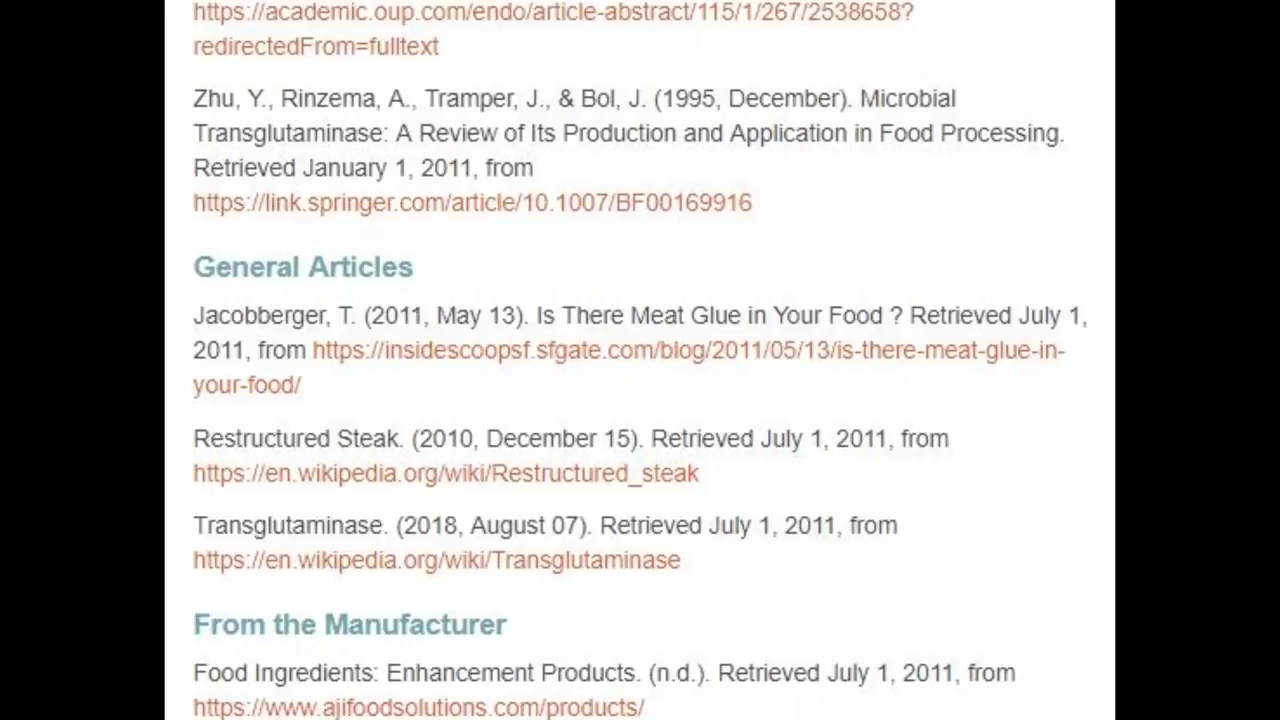 https://academic.oup.com/endo/article-abstract/115/1/267/2538658?
redirectedFrom=fulltext
Zhu, Y., Rinzema, A., Tramper, J., & Bol, J. (1995, December). Microbial
Transglutaminase: A Review of Its Production and Application in Food Processing.
Retrieved January 1, 2011, from
https://link.springer.com/article/10.1007/BF00169916
General Articles
Jacobberger, T. (2011, May 13). Is There Meat Glue in Your Food ? Retrieved July 1,
2011, from https://insidescoopsf.sfgate.com/blog/2011/05/13/is-there-meat-glue-in-
your-food/
Restructured Steak. (2010, December 15). Retrieved July 1, 2011, from
https://en.wikipedia.org/wiki/Restructured_steak
Transglutaminase. (2018, August 07). Retrieved July 1, 2011, from
https://en.wikipedia.org/wiki/Transglutaminase
From the Manufacturer
Food Ingredients: Enhancement Products. (n.d.). Retrieved July 1, 2011, from
https://www.ajifoodsolutions.com/products/